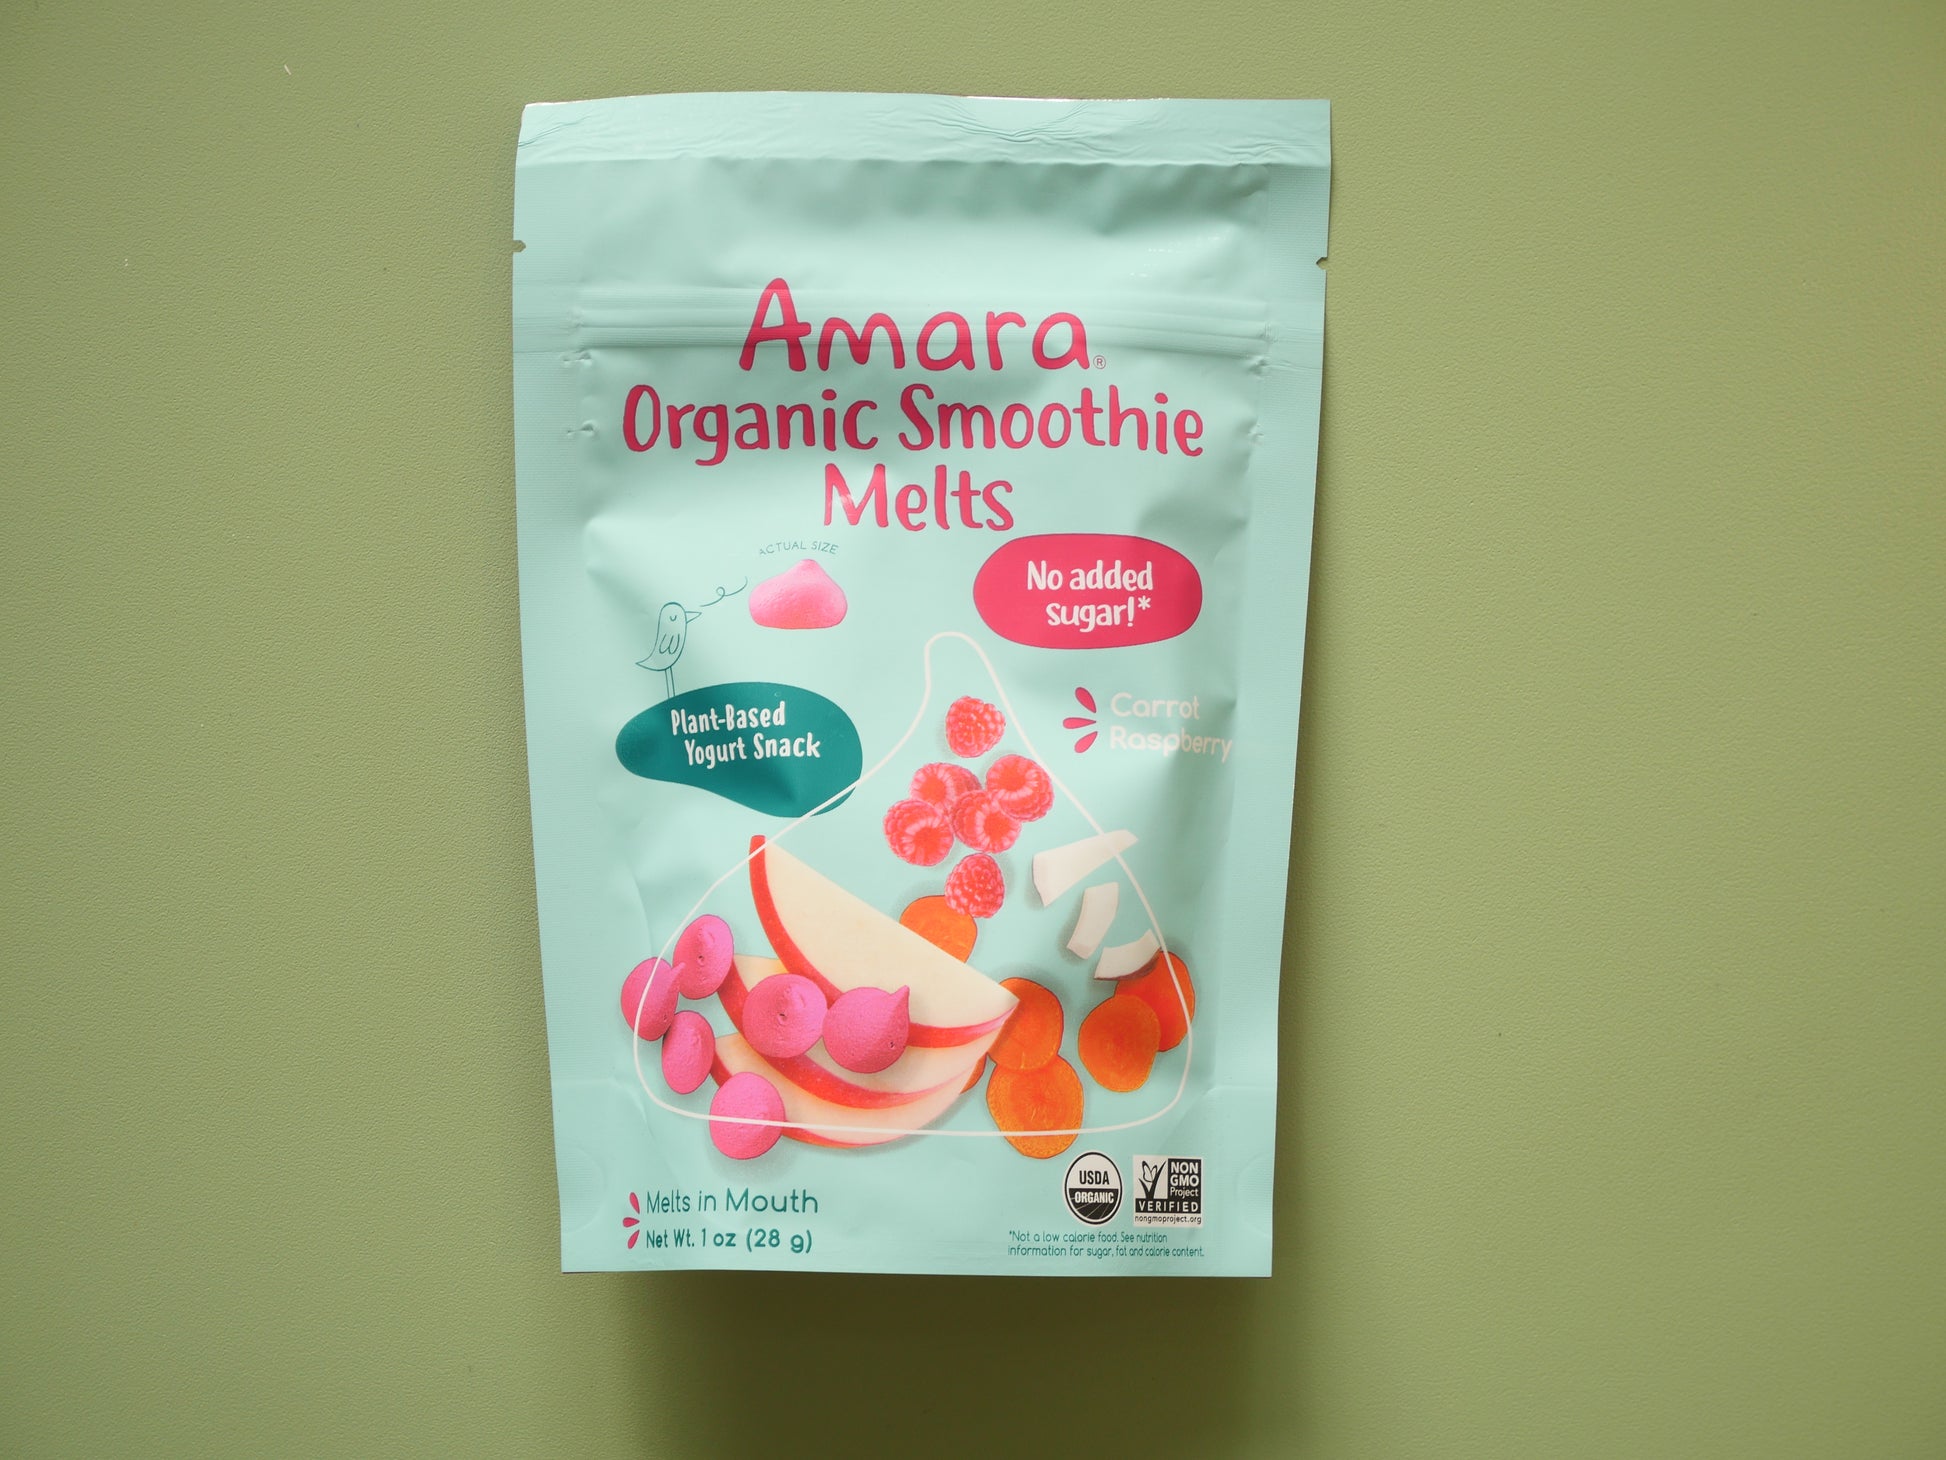 Amara®
Organic Smoothie
Melts
ACTUAL SIZE
No added
sugar!*
Plant-Based
Yogurt Snack
Carrot
Raspberry
Melts in Mouth
Net Wt. 1 oz (28 g)
USDA
ORGANIC
NON
GMO
Project
VERIFIED
nongmoproject.org
*Not a low calorie food. See nutrition
information for sugar, fat and calorie content.